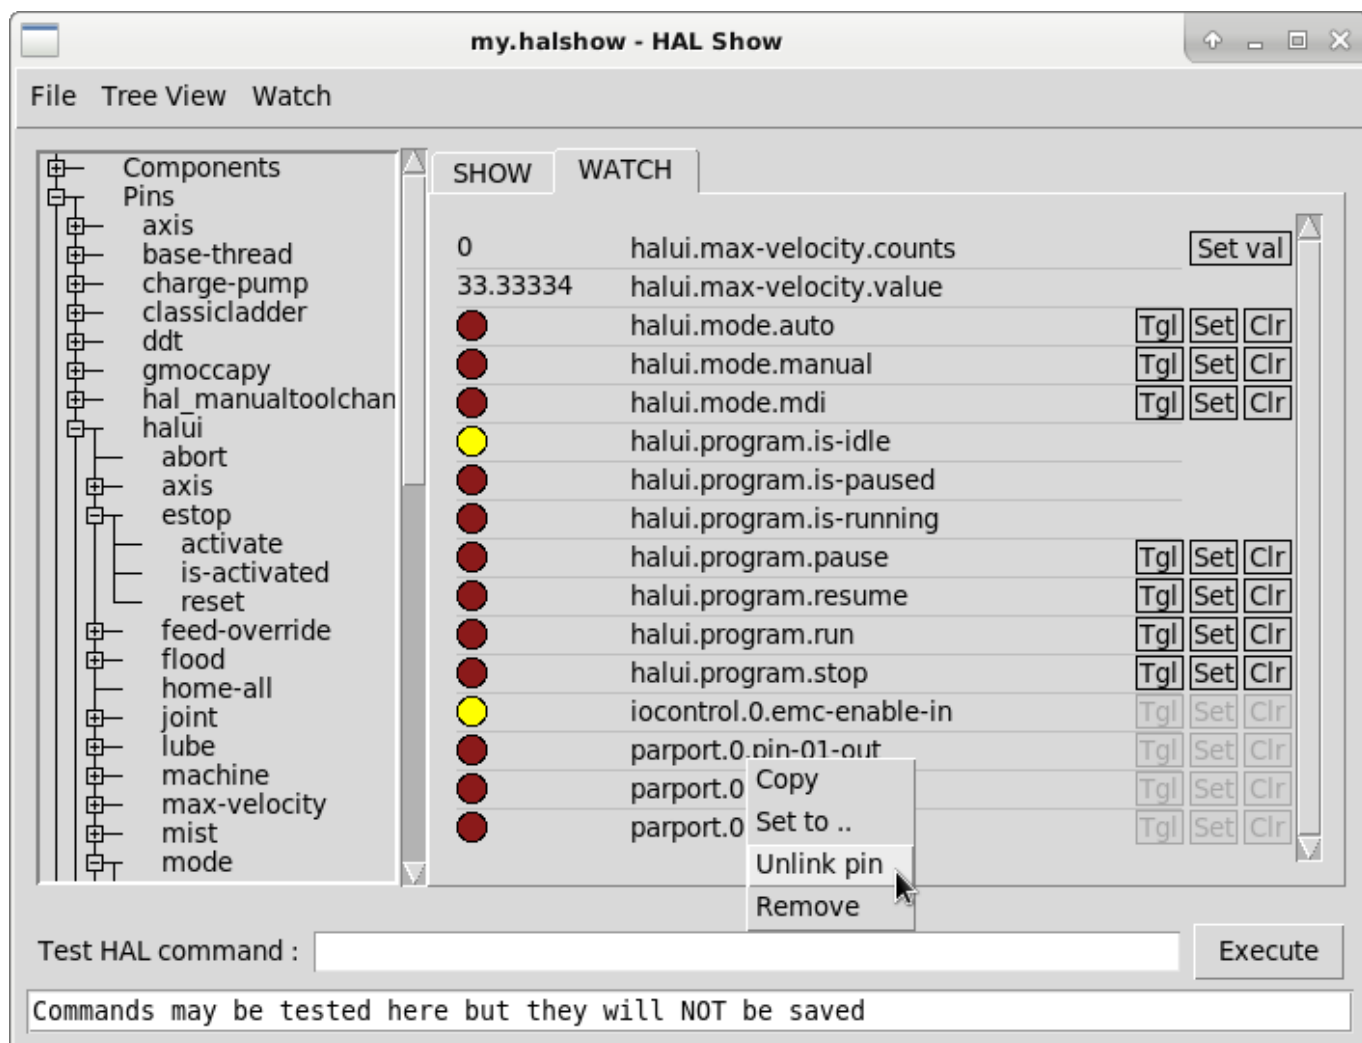 my.halshow - HAL Show
File Tree View Watch
Components
Pins
axis
base-thread
charge-pump
classicladder
ddt
gmoccapy
hal_manualtoolchan
halui
abort
axis
estop
activate
is-activated
reset
feed-override
flood
home-all
joint
lube
machine
max-velocity
mist
mode
SHOW WATCH
0 halui.max-velocity.counts Set val
33.33334 halui.max-velocity.value
halui.mode.auto Tgl Set Clr
halui.mode.manual Tgl Set Clr
halui.mode.mdi Tgl Set Clr
halui.program.is-idle
halui.program.is-paused
halui.program.is-running
halui.program.pause Tgl Set Clr
halui.program.resume Tgl Set Clr
halui.program.run Tgl Set Clr
halui.program.stop Tgl Set Clr
iocontrol.0.emc-enable-in Tgl Set Clr
parport.0.pin-01-out Tgl Set Clr
parport.0 Tgl Set Clr
parport.0 Tgl Set Clr
Copy
Set to ..
Unlink pin
Remove
Test HAL command : Execute
Commands may be tested here but they will NOT be saved